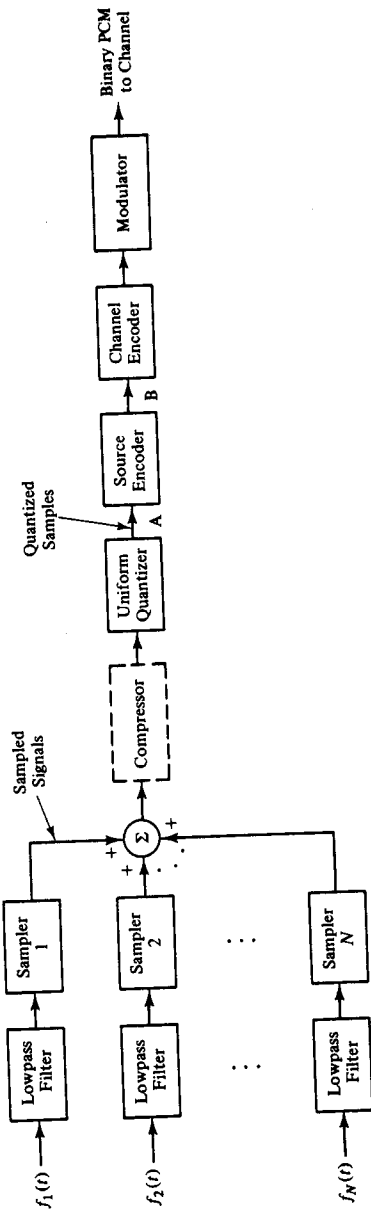 f₁(t)
Lowpass
Filter
Sampler
1
Sampled
Signals
f₂(t)
Lowpass
Filter
Sampler
2
. . .
. . .
f_N(t)
Lowpass
Filter
Sampler
N
+
+
. . .
+
Σ
Compressor
Uniform
Quantizer
Quantized
Samples
A
Source
Encoder
B
Channel
Encoder
Modulator
Binary PCM
to Channel